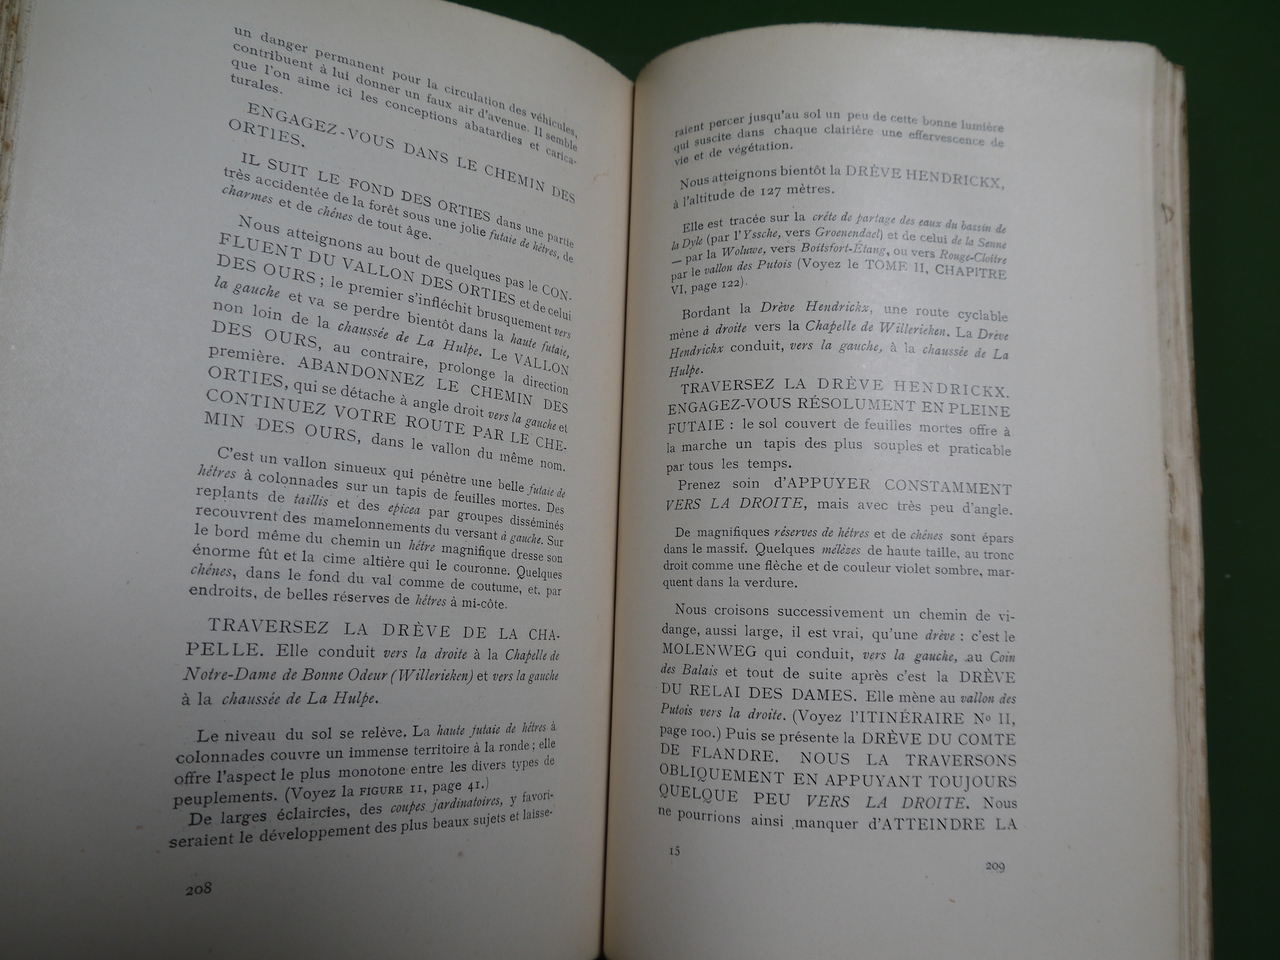 un danger permanent pour la circulation des véhicules,
contribuent à lui donner un faux air d'avenue. Il semble
que l'on aime ici les conceptions abatardies et carica-
turales.
ENGAGEZ-VOUS DANS LE CHEMIN DES
ORTIES.
IL SUIT LE FOND DES ORTIES dans une partie
très accidentée de la forêt sous une jolie futaie de hêtres, de
charmes et de chênes de tout âge.
Nous atteignons au bout de quelques pas le CON-
FLUENT DU VALLON DES ORTIES et de celui
DES OURS ; le premier s'infléchit brusquement vers
la gauche et va se perdre bientôt dans la haute futaie,
non loin de la chaussée de La Hulpe. Le VALLON
DES OURS, au contraire, prolonge la direction
première. ABANDONNEZ LE CHEMIN DES
ORTIES, qui se détache à angle droit vers la gauche et
CONTINUEZ VOTRE ROUTE PAR LE CHE-
MIN DES OURS, dans le vallon du même nom.
C'est un vallon sinueux qui pénètre une belle futaie de
hêtres à colonnades sur un tapis de feuilles mortes. Des
replants de taillis et des epicea par groupes disséminés
recouvrent des mamelonnements du versant à gauche. Sur
le bord même du chemin un hêtre magnifique dresse son
énorme fût et la cime altière qui le couronne. Quelques
chênes, dans le fond du val comme de coutume, et, par
endroits, de belles réserves de hêtres à mi-côte.
TRAVERSEZ LA DRÈVE DE LA CHA-
PELLE. Elle conduit vers la droite à la Chapelle de
Notre-Dame de Bonne Odeur (Willerieken) et vers la gauche
à la chaussée de La Hulpe.
Le niveau du sol se relève. La haute futaie de hêtres à
colonnades couvre un immense territoire à la ronde ; elle
offre l'aspect le plus monotone entre les divers types de
peuplements. (Voyez la FIGURE 11, page 41.)
De larges éclaircies, des coupes jardinatoires, y favori-
seraient le développement des plus beaux sujets et laisse-
208
raient percer jusqu'au sol un peu de cette bonne lumière
qui suscite dans chaque clairière une effervescence de
vie et de végétation.
Nous atteignons bientôt la DRÈVE HENDRICKX,
à l'altitude de 127 mètres.
Elle est tracée sur la crête de partage des eaux du bassin de
la Dyle (par l'Yssche, vers Groenendael) et de celui de la Senne
— par la Woluwe, vers Boitsfort-Étang, ou vers Rouge-Cloître
par le vallon des Putois (Voyez le TOME II, CHAPITRE
VI, page 122).
Bordant la Drève Hendrickx, une route cyclable
mène à droite vers la Chapelle de Willerieken. La Drève
Hendrickx conduit, vers la gauche, à la chaussée de La
Hulpe.
TRAVERSEZ LA DRÈVE HENDRICKX.
ENGAGEZ-VOUS RÉSOLUMENT EN PLEINE
FUTAIE : le sol couvert de feuilles mortes offre à
la marche un tapis des plus souples et praticable
par tous les temps.
Prenez soin d'APPUYER CONSTAMMENT
VERS LA DROITE, mais avec très peu d'angle.
De magnifiques réserves de hêtres et de chênes sont épars
dans le massif. Quelques mélèzes de haute taille, au tronc
droit comme une flèche et de couleur violet sombre, mar-
quent dans la verdure.
Nous croisons successivement un chemin de vi-
dange, aussi large, il est vrai, qu'une drève : c'est le
MOLENWEG qui conduit, vers la gauche, au Coin
des Balais et tout de suite après c'est la DRÈVE
DU RELAI DES DAMES. Elle mène au vallon des
Putois vers la droite. (Voyez l'ITINÉRAIRE No II,
page 100.) Puis se présente la DRÈVE DU COMTE
DE FLANDRE. NOUS LA TRAVERSONS
OBLIQUEMENT EN APPUYANT TOUJOURS
QUELQUE PEU VERS LA DROITE. Nous
ne pourrions ainsi manquer d'ATTEINDRE LA
15
209